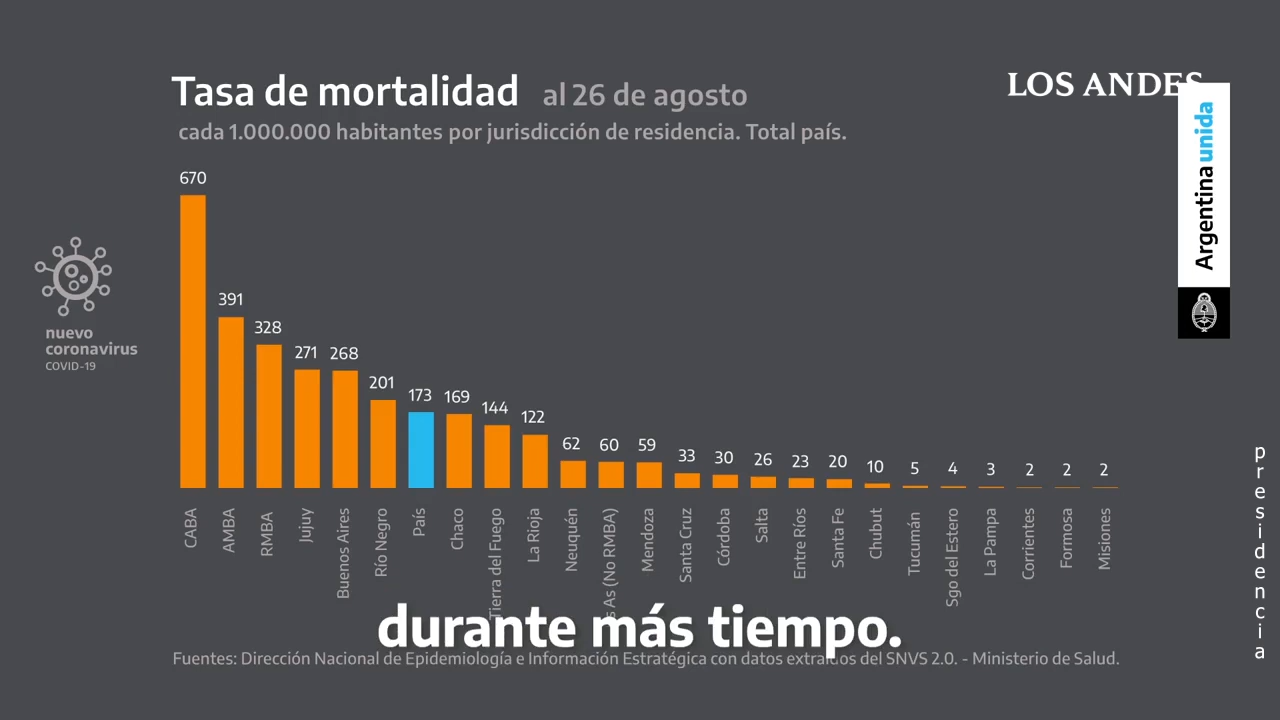 Tasa de mortalidad al 26 de agosto
cada 1.000.000 habitantes por jurisdicción de residencia. Total país.
LOS ANDES
Argentina unida
nuevo
coronavirus
COVID-19
670
391
328
271
268
201
173
169
144
122
62
60
59
33
30
26
23
20
10
5
4
3
2
2
2
CABA
AMBA
RMBA
Jujuy
Buenos Aires
Río Negro
País
Chaco
Tierra del Fuego
La Rioja
Neuquén
As (No RMBA)
Mendoza
Santa Cruz
Córdoba
Salta
Entre Ríos
Santa Fe
Chubut
Tucumán
Sgo del Estero
La Pampa
Corrientes
Formosa
Misiones
durante más tiempo.
Fuentes: Dirección Nacional de Epidemiología e Información Estratégica con datos extraídos del SNVS 2.0. - Ministerio de Salud.
presidencia